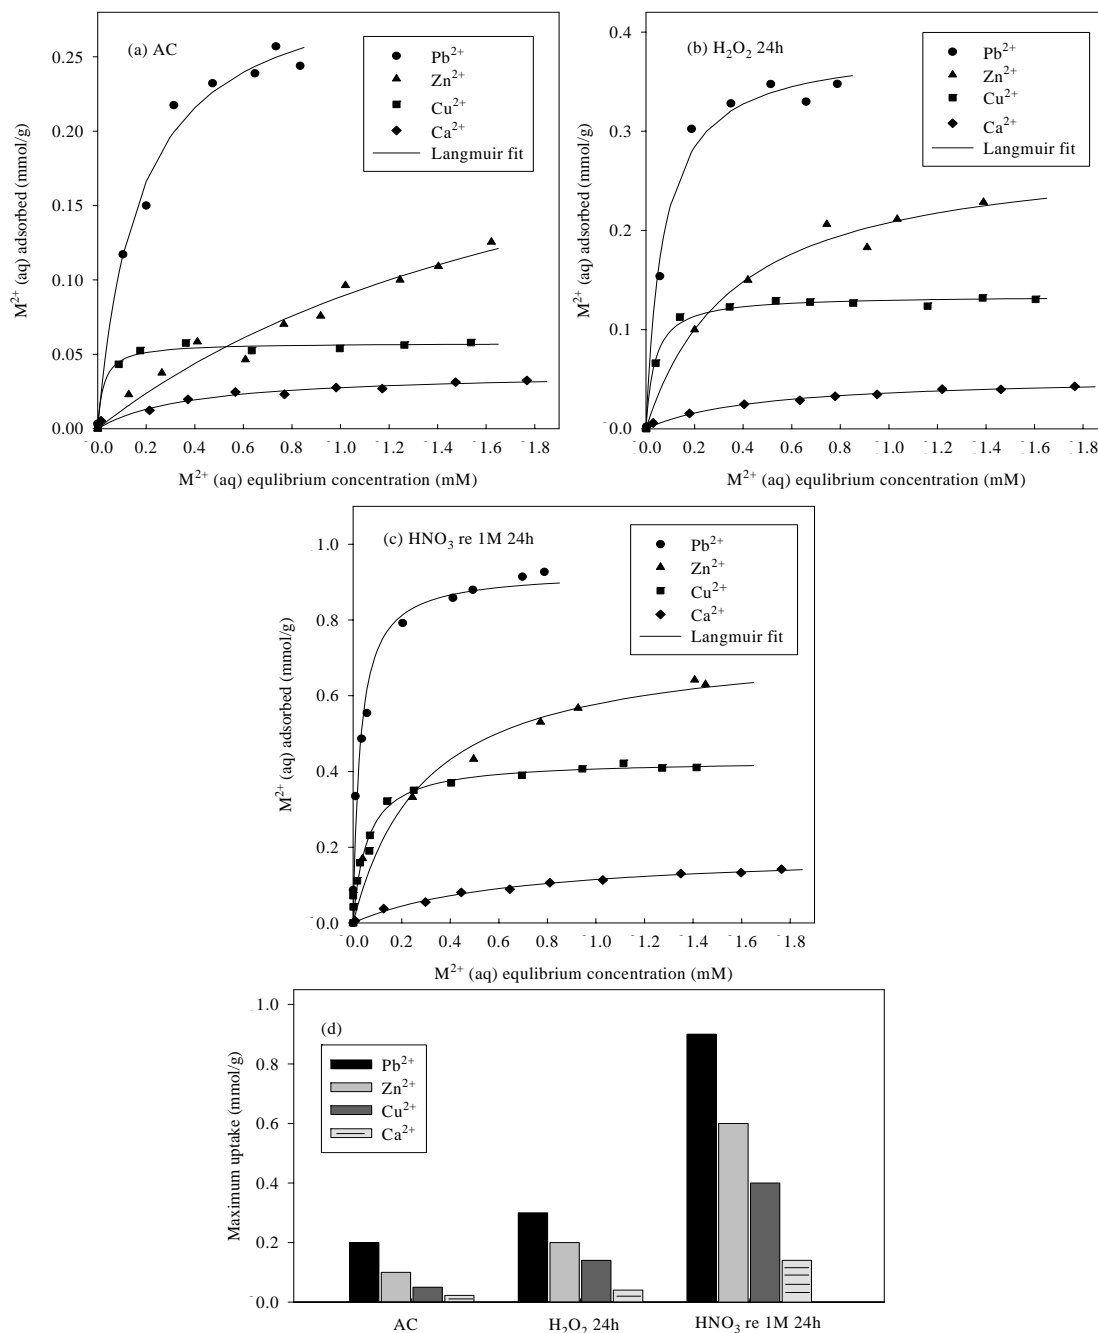 (a) AC
Pb2+
Zn2+
Cu2+
Ca2+
Langmuir fit
0.25
0.20
0.15
0.10
0.05
0.00
M2+ (aq) adsorbed (mmol/g)
0.0 0.2 0.4 0.6 0.8 1.0 1.2 1.4 1.6 1.8
M2+ (aq) equlibrium concentration (mM)
(b) H2O2 24h
Pb2+
Zn2+
Cu2+
Ca2+
Langmuir fit
0.4
0.3
0.2
0.1
0.0
M2+ (aq) adsorbed (mmol/g)
0.0 0.2 0.4 0.6 0.8 1.0 1.2 1.4 1.6 1.8
M2+ (aq) equlibrium concentration (mM)
(c) HNO3 re 1M 24h
Pb2+
Zn2+
Cu2+
Ca2+
Langmuir fit
1.0
0.8
0.6
0.4
0.2
0.0
M2+ (aq) adsorbed (mmol/g)
0.0 0.2 0.4 0.6 0.8 1.0 1.2 1.4 1.6 1.8
M2+ (aq) equlibrium concentration (mM)
(d)
Pb2+
Zn2+
Cu2+
Ca2+
1.0
0.8
0.6
0.4
0.2
0.0
Maximum uptake (mmol/g)
AC H2O2 24h HNO3 re 1M 24h